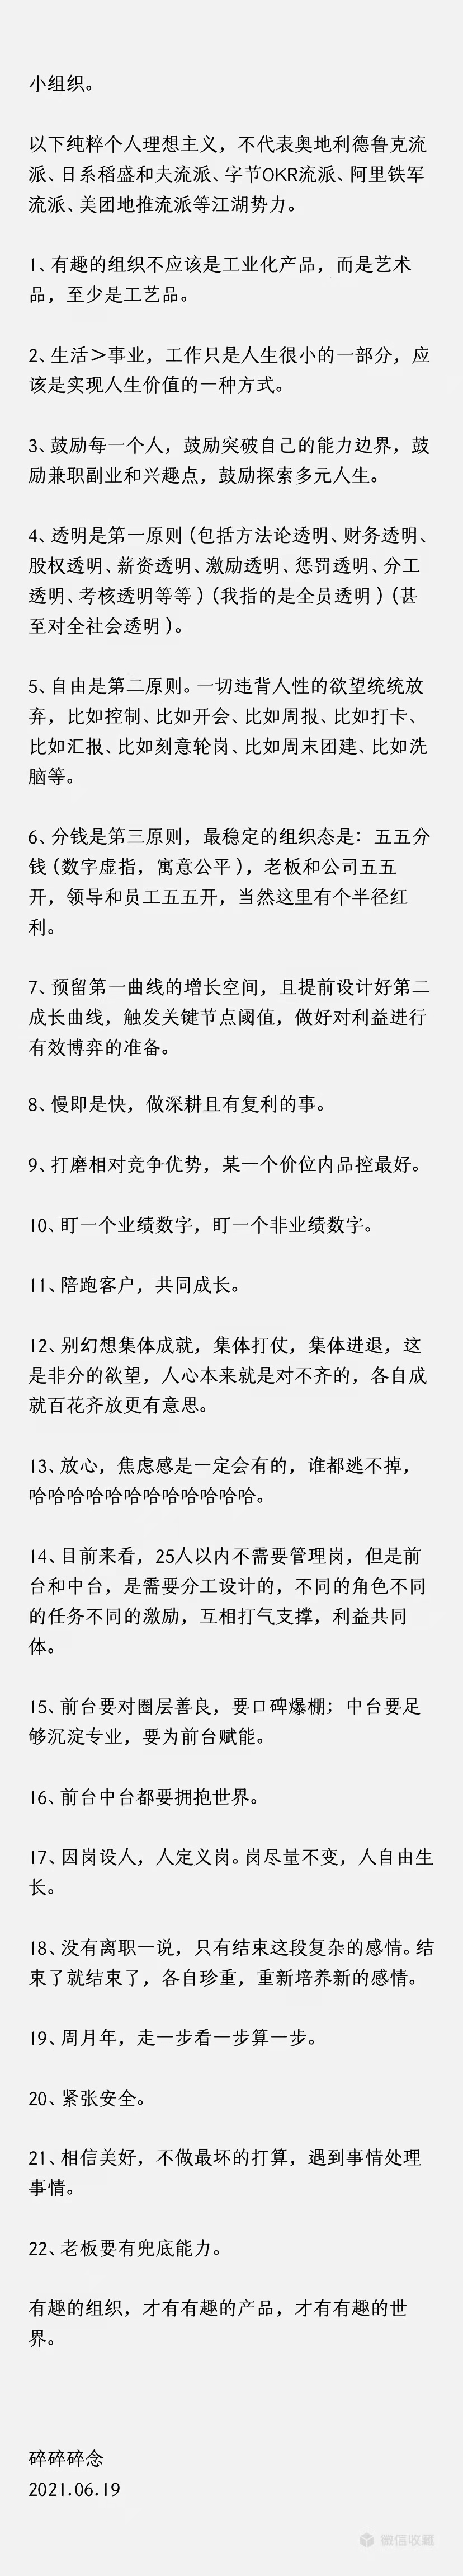 小组织。
以下纯粹个人理想主义，不代表奥地利德鲁克流
派、日系稻盛和夫流派、字节OKR流派、阿里铁军
流派、美团地推流派等江湖势力。
1、有趣的组织不应该是工业化产品，而是艺术
品，至少是工艺品。
2、生活＞事业，工作只是人生很小的一部分，应
该是实现人生价值的一种方式。
3、鼓励每一个人，鼓励突破自己的能力边界，鼓
励兼职副业和兴趣点，鼓励探索多元人生。
4、透明是第一原则（包括方法论透明、财务透明、
股权透明、薪资透明、激励透明、惩罚透明、分工
透明、考核透明等等）（我指的是全员透明）（甚
至对全社会透明）。
5、自由是第二原则。一切违背人性的欲望统统放
弃，比如控制、比如开会、比如周报、比如打卡、
比如汇报、比如刻意轮岗、比如周末团建、比如洗
脑等。
6、分钱是第三原则，最稳定的组织态是：五五分
钱（数字虚指，寓意公平），老板和公司五五
开，领导和员工五五开，当然这里有个半径红
利。
7、预留第一曲线的增长空间，且提前设计好第二
成长曲线，触发关键节点阈值，做好对利益进行
有效博弈的准备。
8、慢即是快，做深耕且有复利的事。
9、打磨相对竞争优势，某一个价位内品控最好。
10、盯一个业绩数字，盯一个非业绩数字。
11、陪跑客户，共同成长。
12、别幻想集体成就，集体打仗，集体进退，这
是非分的欲望，人心本来就是对不齐的，各自成
就百花齐放更有意思。
13、放心，焦虑感是一定会有的，谁都逃不掉，
哈哈哈哈哈哈哈哈哈哈哈哈。
14、目前来看，25人以内不需要管理岗，但是前
台和中台，是需要分工设计的，不同的角色不同
的任务不同的激励，互相打气支撑，利益共同
体。
15、前台要对圈层善良，要口碑爆棚；中台要足
够沉淀专业，要为前台赋能。
16、前台中台都要拥抱世界。
17、因岗设人，人定义岗。岗尽量不变，人自由生
长。
18、没有离职一说，只有结束这段复杂的感情。结
束了就结束了，各自珍重，重新培养新的感情。
19、周月年，走一步看一步算一步。
20、紧张安全。
21、相信美好，不做最坏的打算，遇到事情处理
事情。
22、老板要有兜底能力。
有趣的组织，才有有趣的产品，才有有趣的世
界。
碎碎碎念
2021.06.19
微信收藏